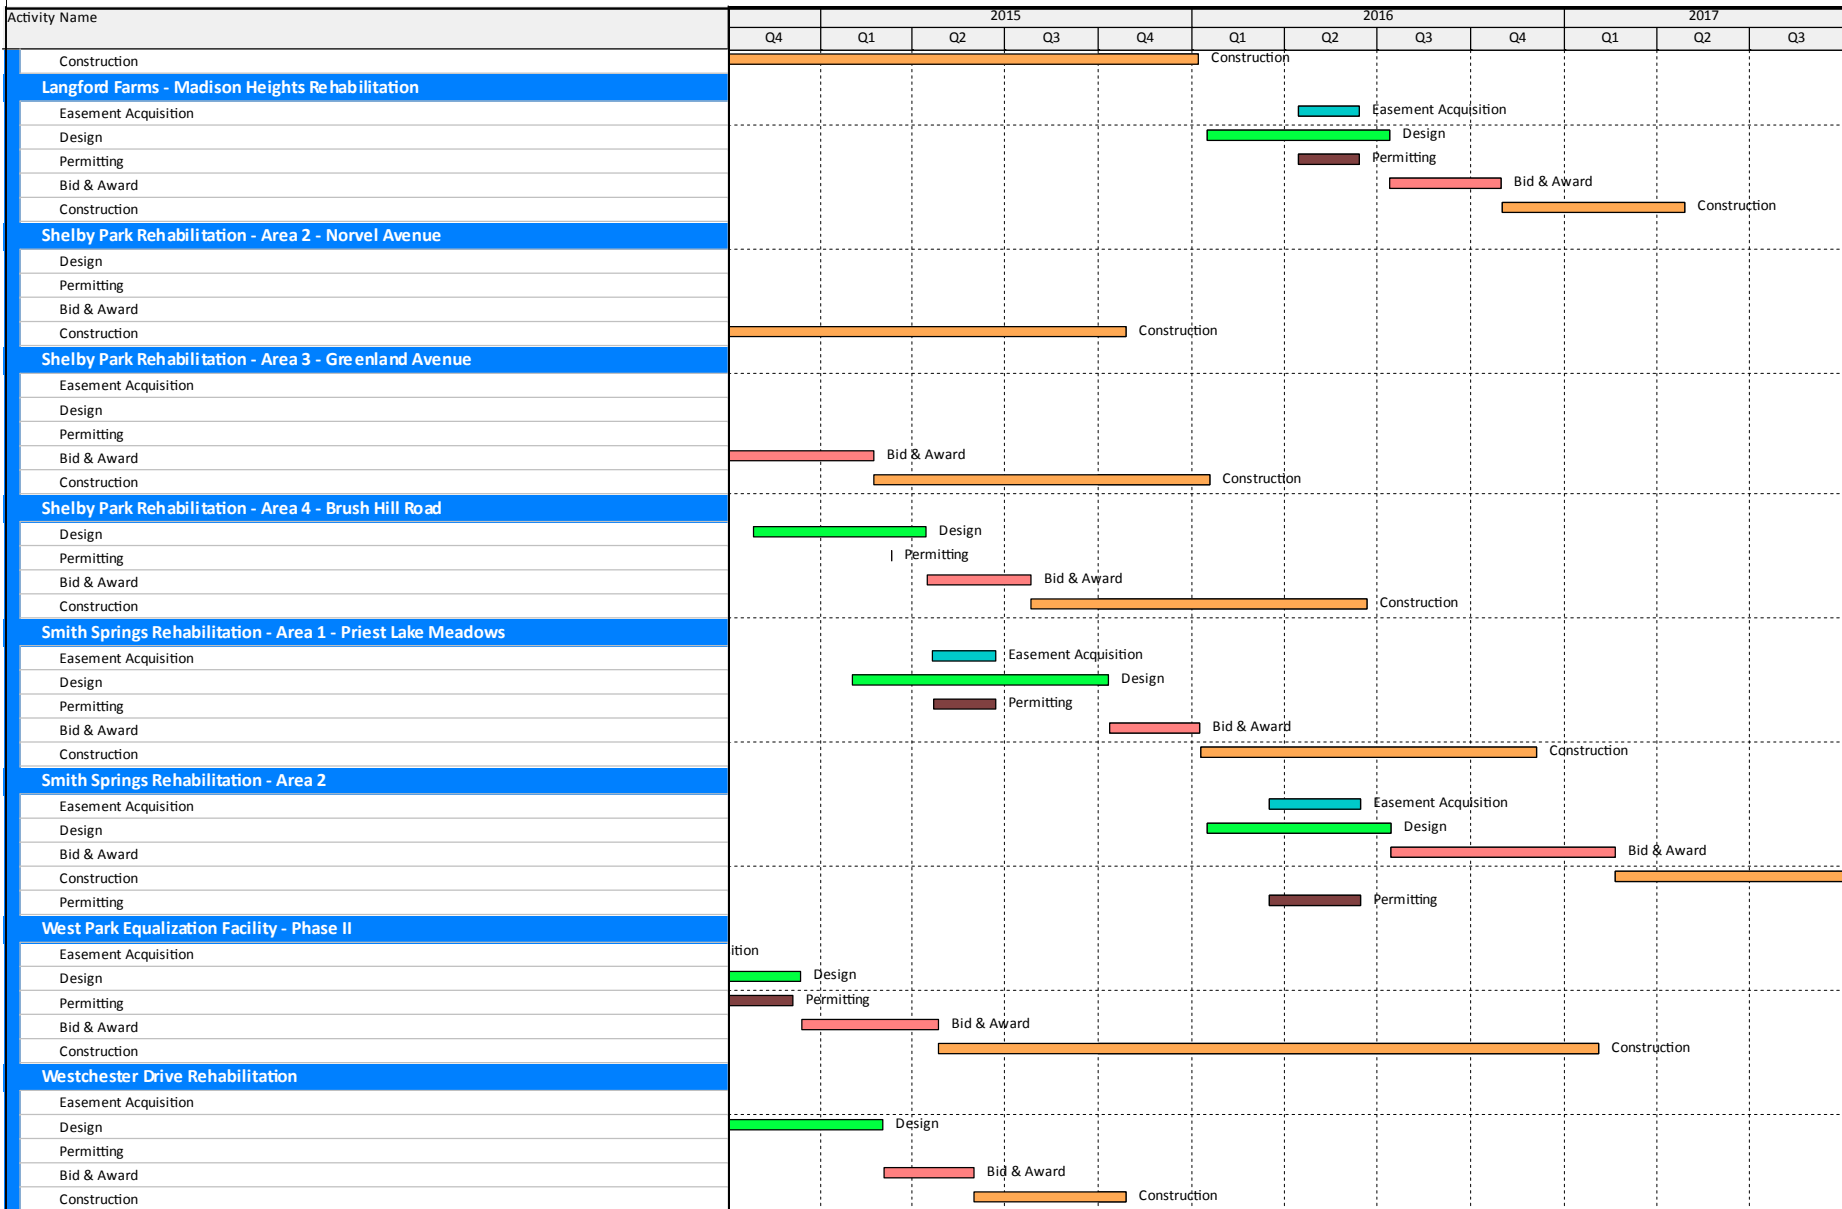 Activity Name 2015 2016 2017
Q4 Q1 Q2 Q3 Q4 Q1 Q2 Q3 Q4 Q1 Q2 Q3
Construction Construction
Langford Farms - Madison Heights Rehabilitation
Easement Acquisition Easement Acquisition
Design Design
Permitting Permitting
Bid & Award Bid & Award
Construction Construction
Shelby Park Rehabilitation - Area 2 - Norvel Avenue
Design
Permitting
Bid & Award
Construction Construction
Shelby Park Rehabilitation - Area 3 - Greenland Avenue
Easement Acquisition
Design
Permitting
Bid & Award Bid & Award
Construction Construction
Shelby Park Rehabilitation - Area 4 - Brush Hill Road
Design Design
Permitting Permitting
Bid & Award Bid & Award
Construction Construction
Smith Springs Rehabilitation - Area 1 - Priest Lake Meadows
Easement Acquisition Easement Acquisition
Design Design
Permitting Permitting
Bid & Award Bid & Award
Construction Construction
Smith Springs Rehabilitation - Area 2
Easement Acquisition Easement Acquisition
Design Design
Bid & Award Bid & Award
Construction
Permitting Permitting
West Park Equalization Facility - Phase II
Easement Acquisition ition
Design Design
Permitting Permitting
Bid & Award Bid & Award
Construction Construction
Westchester Drive Rehabilitation
Easement Acquisition
Design Design
Permitting
Bid & Award Bid & Award
Construction Construction